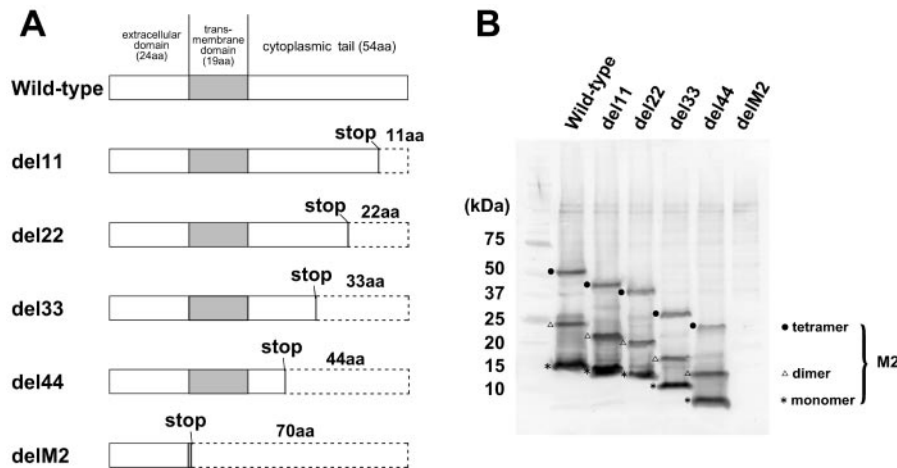 A
extracellular domain (24aa)
trans-membrane domain (19aa)
cytoplasmic tail (54aa)
Wild-type
stop 11aa
del11
stop 22aa
del22
stop 33aa
del33
stop 44aa
del44
stop 70aa
delM2
B
Wild-type del11 del22 del33 del44 delM2
(kDa)
75
50
37
25
20
15
10
● tetramer
△ dimer
* monomer
M2